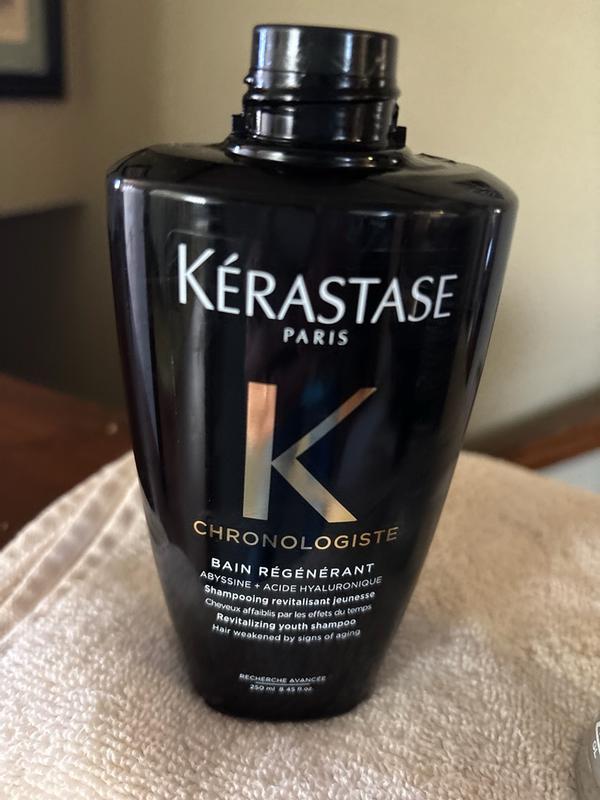 KÉRASTASE
PARIS
K
CHRONOLOGISTE
BAIN RÉGÉNÉRANT
ABYSSINE + ACIDE HYALURONIQUE
Shampooing revitalisant jeunesse
Cheveux affaiblis par les effets du temps
Revitalizing youth shampoo
Hair weakened by signs of aging
RECHERCHE AVANCÉE
250 ml 8.45 fl.oz.